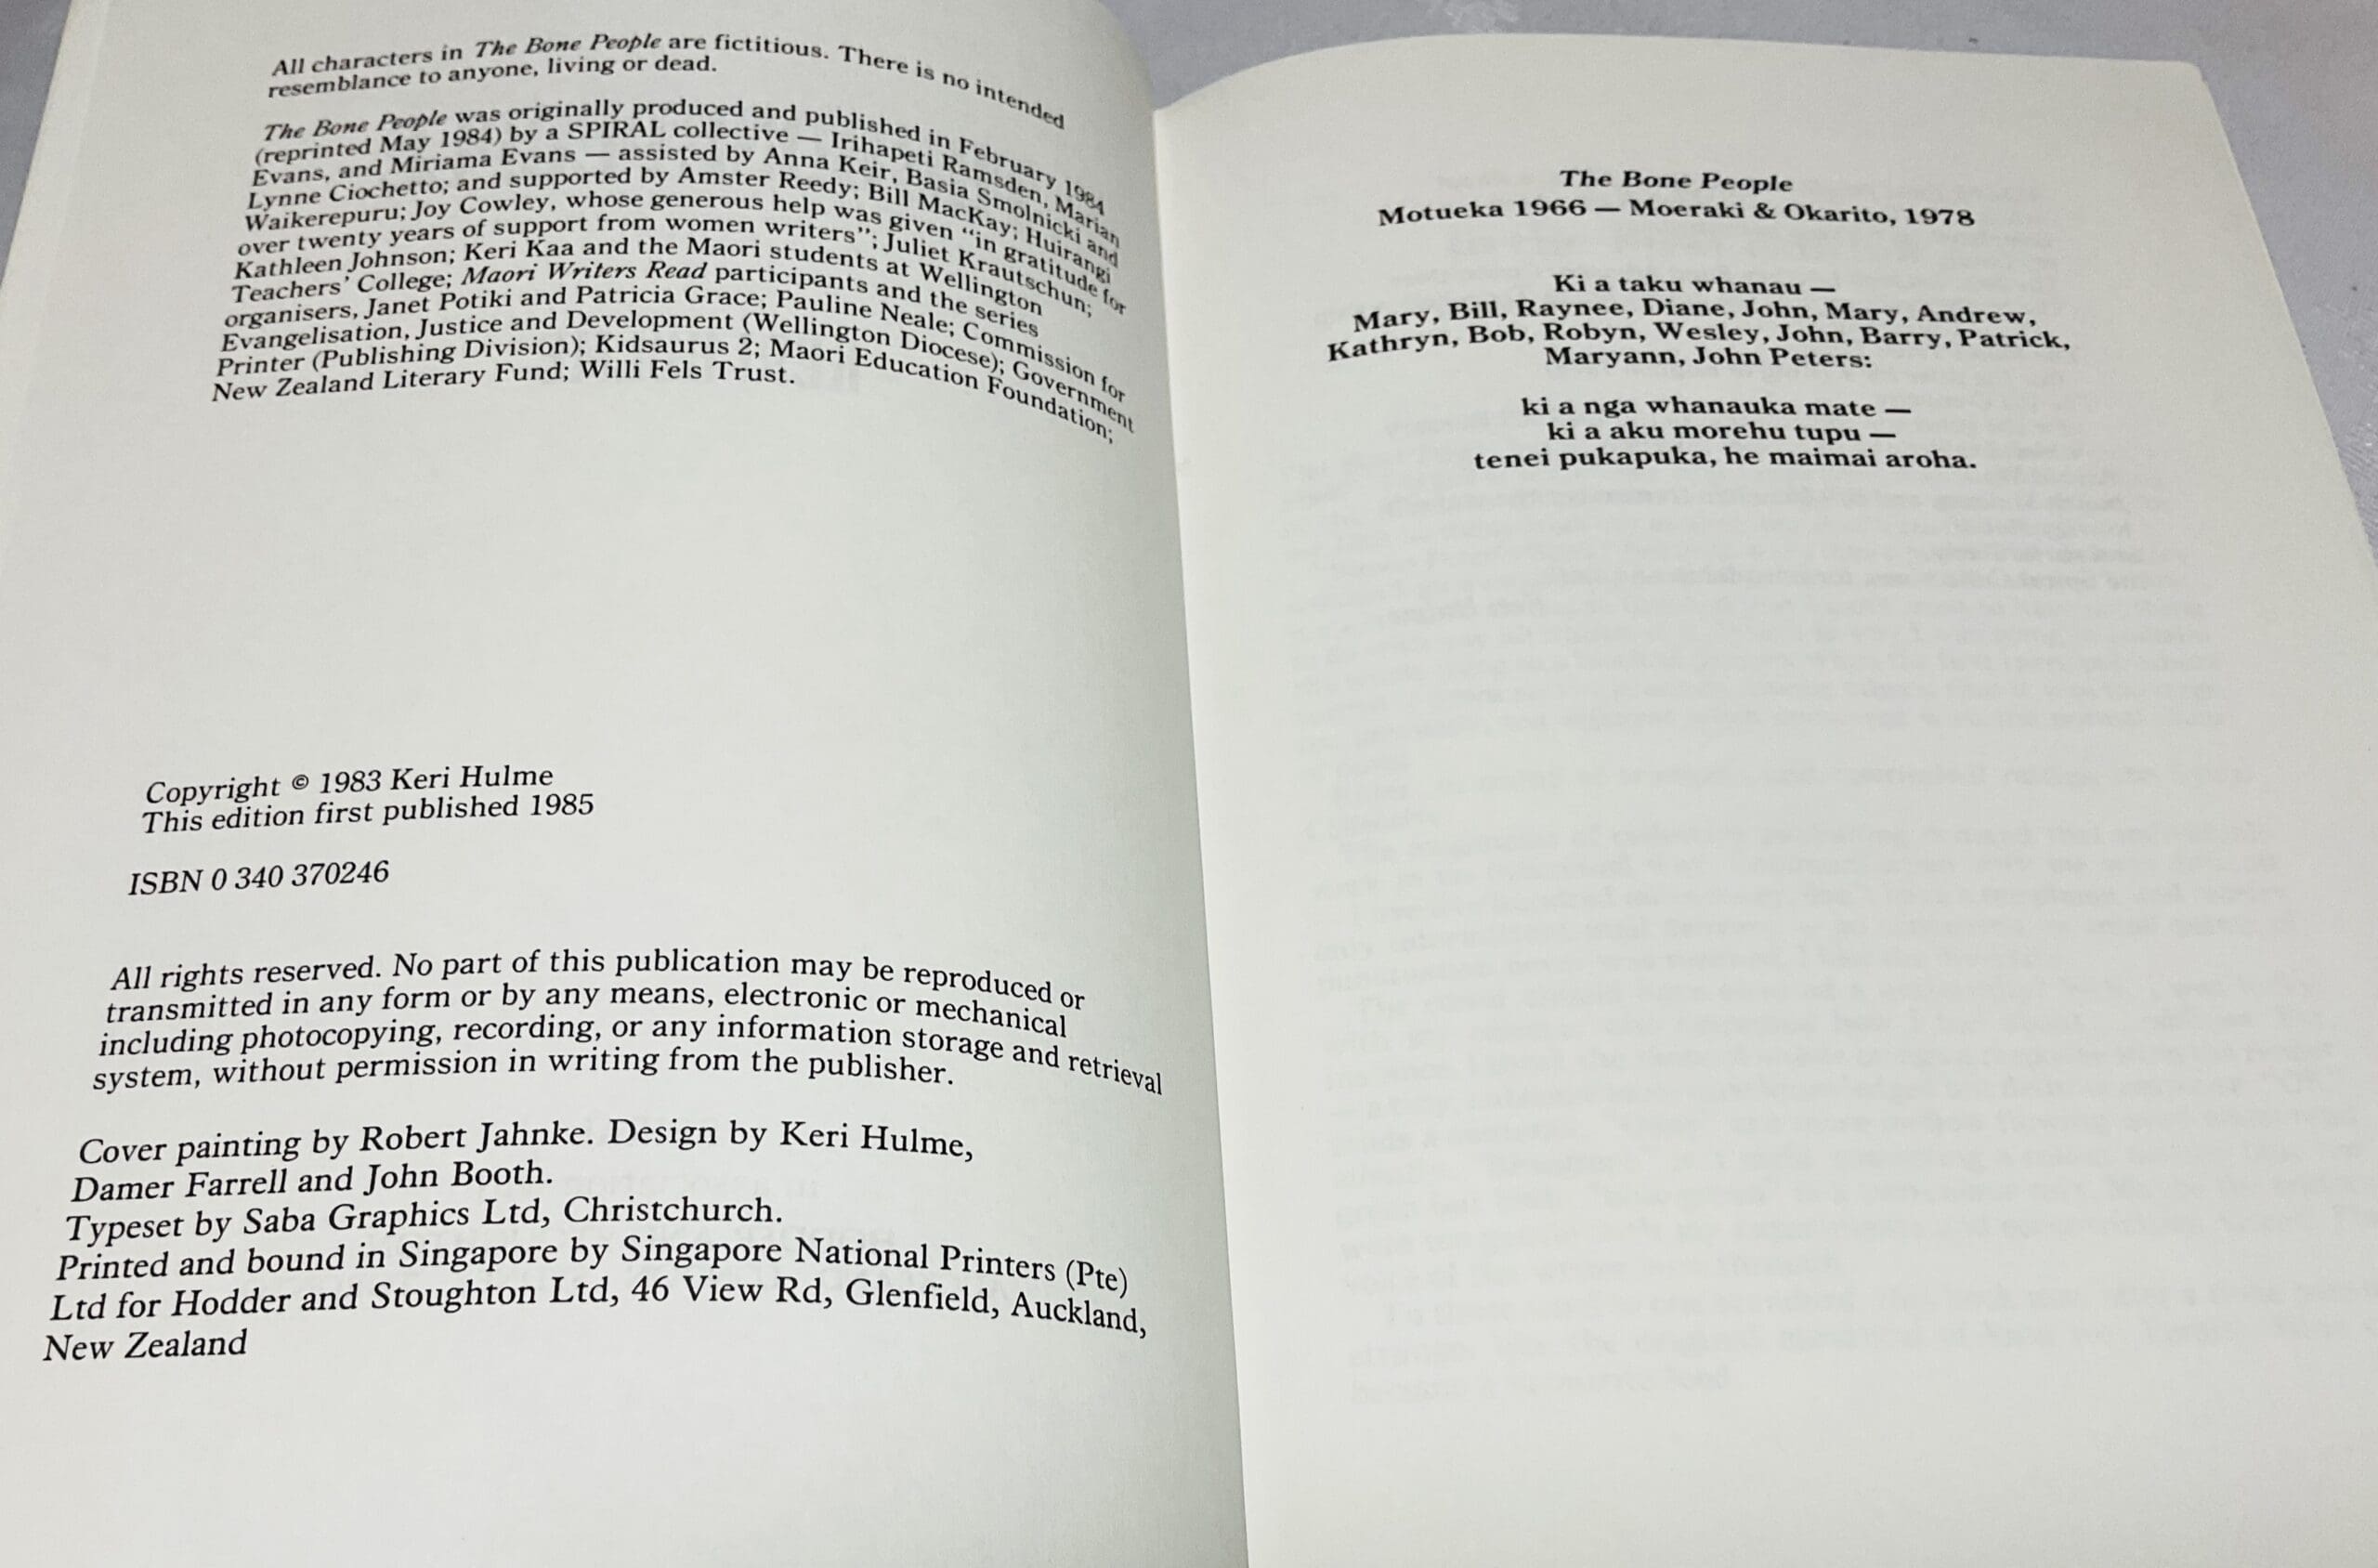 All characters in The Bone People are fictitious. There is no intended
resemblance to anyone, living or dead.
The Bone People was originally produced and published in February 1984
(reprinted May 1984) by a SPIRAL collective — Irihapeti Ramsden, Marian
Evans, and Miriama Evans — assisted by Anna Keir, Basia Smolnicki and
Lynne Ciochetto; and supported by Amster Reedy; Bill MacKay; Huirangi
Waikerepuru; Joy Cowley, whose generous help was given “in gratitude for
over twenty years of support from women writers”; Juliet Krautschun;
Kathleen Johnson; Keri Kaa and the Maori students at Wellington
Teachers’ College; Maori Writers Read participants and the series
organisers, Janet Potiki and Patricia Grace; Pauline Neale; Commission for
Evangelisation, Justice and Development (Wellington Diocese); Government
Printer (Publishing Division); Kidsaurus 2; Maori Education Foundation;
New Zealand Literary Fund; Willi Fels Trust.
Copyright © 1983 Keri Hulme
This edition first published 1985
ISBN 0 340 370246
All rights reserved. No part of this publication may be reproduced or
transmitted in any form or by any means, electronic or mechanical
including photocopying, recording, or any information storage and retrieval
system, without permission in writing from the publisher.
Cover painting by Robert Jahnke. Design by Keri Hulme,
Damer Farrell and John Booth.
Typeset by Saba Graphics Ltd, Christchurch.
Printed and bound in Singapore by Singapore National Printers (Pte)
Ltd for Hodder and Stoughton Ltd, 46 View Rd, Glenfield, Auckland,
New Zealand
The Bone People
Motueka 1966 — Moeraki & Okarito, 1978
Ki a taku whanau —
Mary, Bill, Raynee, Diane, John, Mary, Andrew,
Kathryn, Bob, Robyn, Wesley, John, Barry, Patrick,
Maryann, John Peters:
ki a nga whanauka mate —
ki a aku morehu tupu —
tenei pukapuka, he maimai aroha.